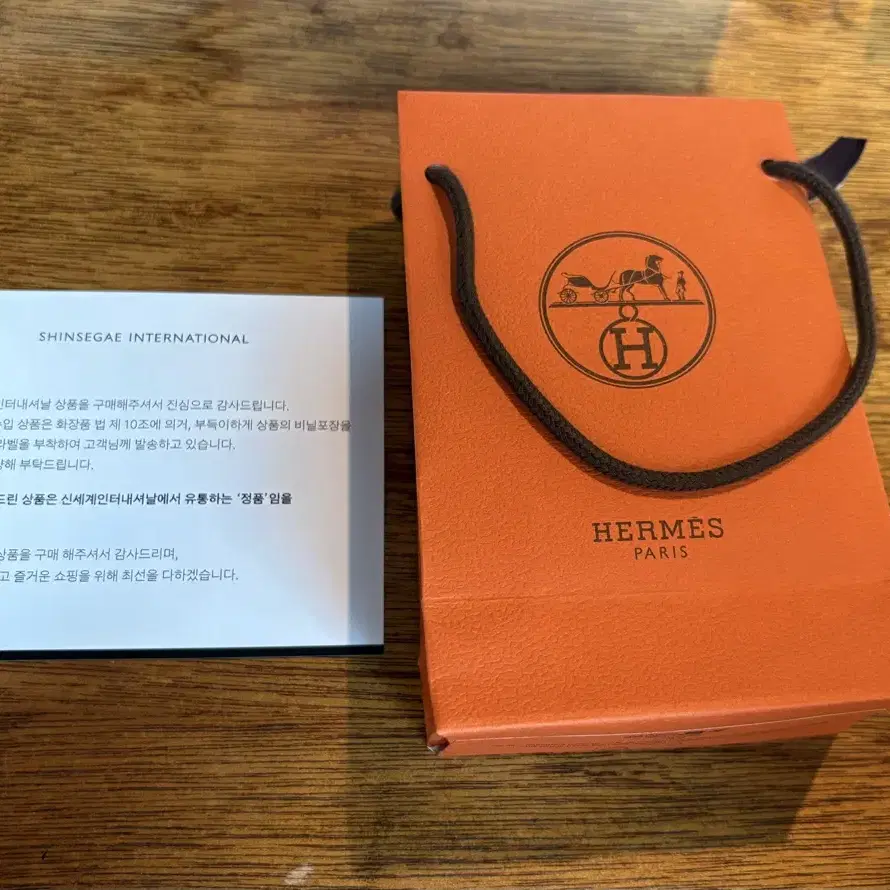 SHINSEGAE INTERNATIONAL
인터내셔날 상품을 구매해주셔서 진심으로 감사드립니다.
상품은 화장품 법 제 10조에 의거, 부득이하게 상품의 비닐포장을
라벨을 부착하여 고객님께 발송하고 있습니다.
부탁드립니다.
드린 상품은 신세계인터내셔날에서 유통하는 '정품'임을
상품을 구매 해주셔서 감사드리며,
고 즐거운 쇼핑을 위해 최선을 다하겠습니다.
H
HERMÈS
PARIS